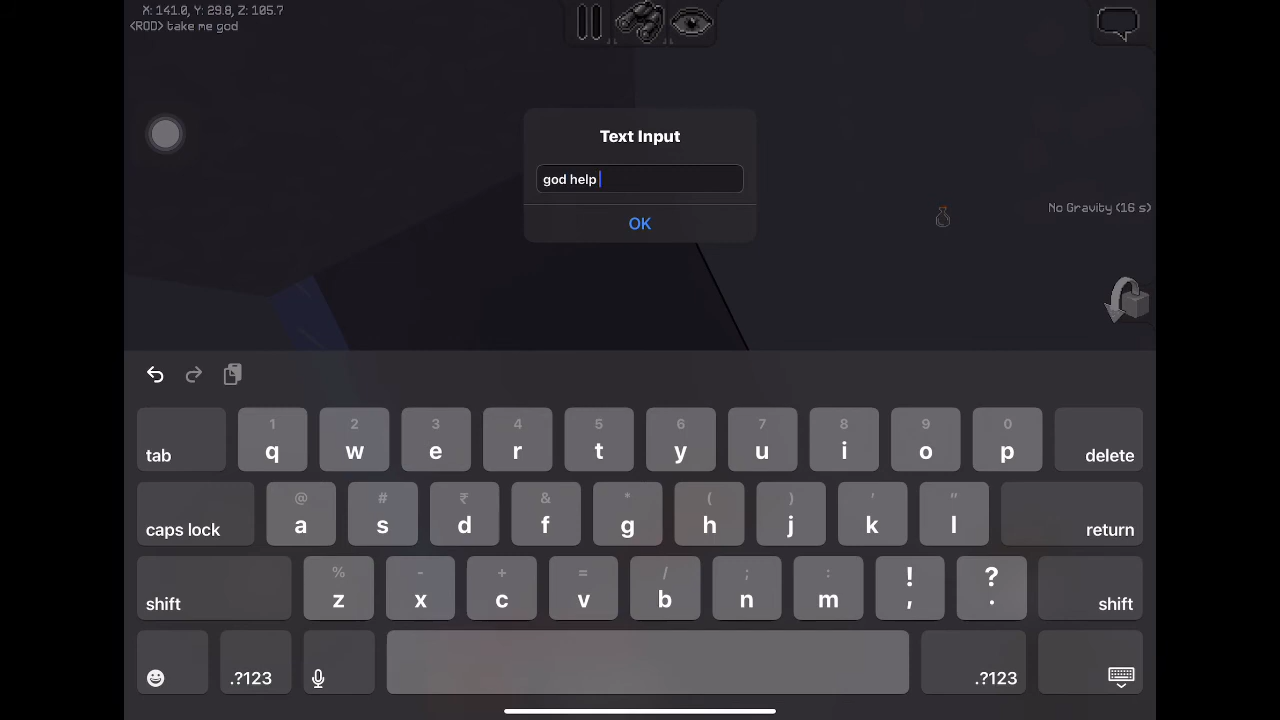 X: 141.0, Y: 29.8, Z: 105.7
<ROD> take me god
Text Input
god help
OK
No Gravity (16 s)
1 2 3 4 5 6 7 8 9 0
tab q w e r t y u i o p delete
@ # ₹ & * ( ) ' "
caps lock a s d f g h j k l return
% - + = / ; : ! ?
shift z x c v b n m , . shift
.?123 .?123